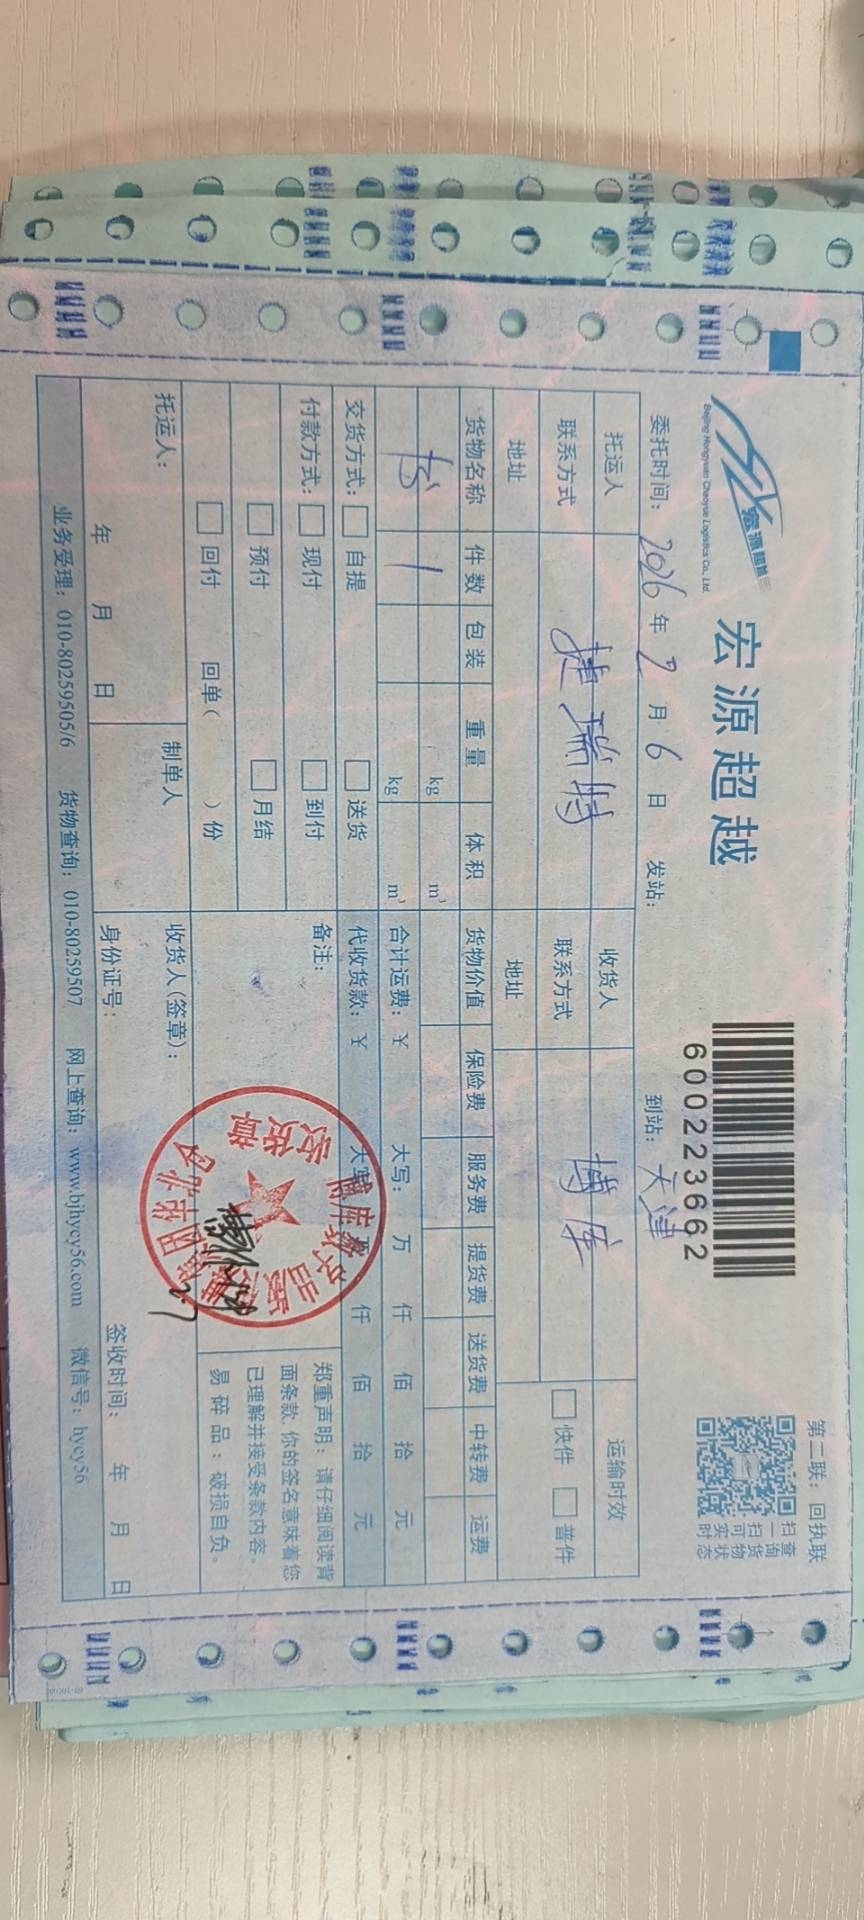 第二联：回执联
宏源超越
Beijing Hongyuan Chaoyue Logistics Co., Ltd.
宏源超越
6000223662
扫一扫可实时
查询货物状态
委托时间：2026年2月6日 发站： 到站：天津
托运人 捷瑞特 收货人 博库 运输时效
联系方式 联系方式 快件 普件
地址 地址
货物名称 件数 包装 重量 体积 货物价值 保险费 服务费 提货费 送货费 中转费 运费
书 1 kg m³
kg m³ 合计运费：¥ 大写： 万 仟 佰 拾 元
交货方式： 自提 送货 代收货款：¥ 大写： 万 仟 佰 拾 元
付款方式： 现付 到付 备注：
预付 月结
回付 回单（ ）份
郑重声明：请仔细阅读背
面条款，你的签名意味着您
已理解并接受条款内容。
易碎品：破损自负。
收货章
托运人： 制单人 收货人（签章）：
年 月 日 身份证号： 签收时间： 年 月 日
业务受理：010-80259505/6 货物查询：010-80259507 网上查询：www.bjhycy56.com 微信号：hycy56